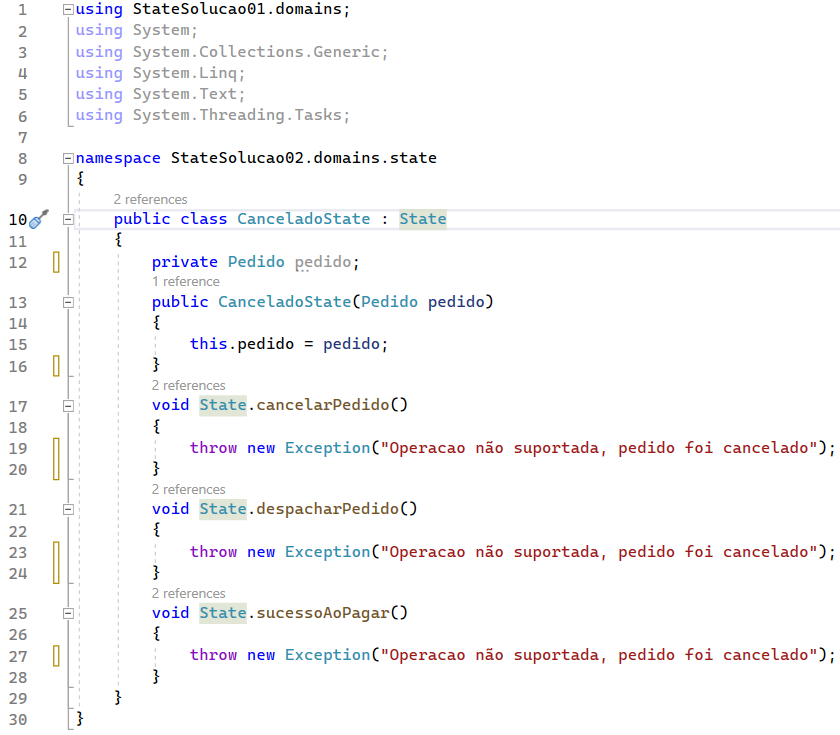 1 using StateSolucao01.domains;
2 using System;
3 using System.Collections.Generic;
4 using System.Linq;
5 using System.Text;
6 using System.Threading.Tasks;
7
8 namespace StateSolucao02.domains.state
9 {
2 references
10 public class CanceladoState : State
11 {
12 private Pedido pedido;
1 reference
13 public CanceladoState(Pedido pedido)
14 {
15 this.pedido = pedido;
16 }
2 references
17 void State.cancelarPedido()
18 {
19 throw new Exception("Operacao não suportada, pedido foi cancelado");
20 }
2 references
21 void State.despacharPedido()
22 {
23 throw new Exception("Operacao não suportada, pedido foi cancelado");
24 }
2 references
25 void State.sucessoAoPagar()
26 {
27 throw new Exception("Operacao não suportada, pedido foi cancelado");
28 }
29 }
30 }